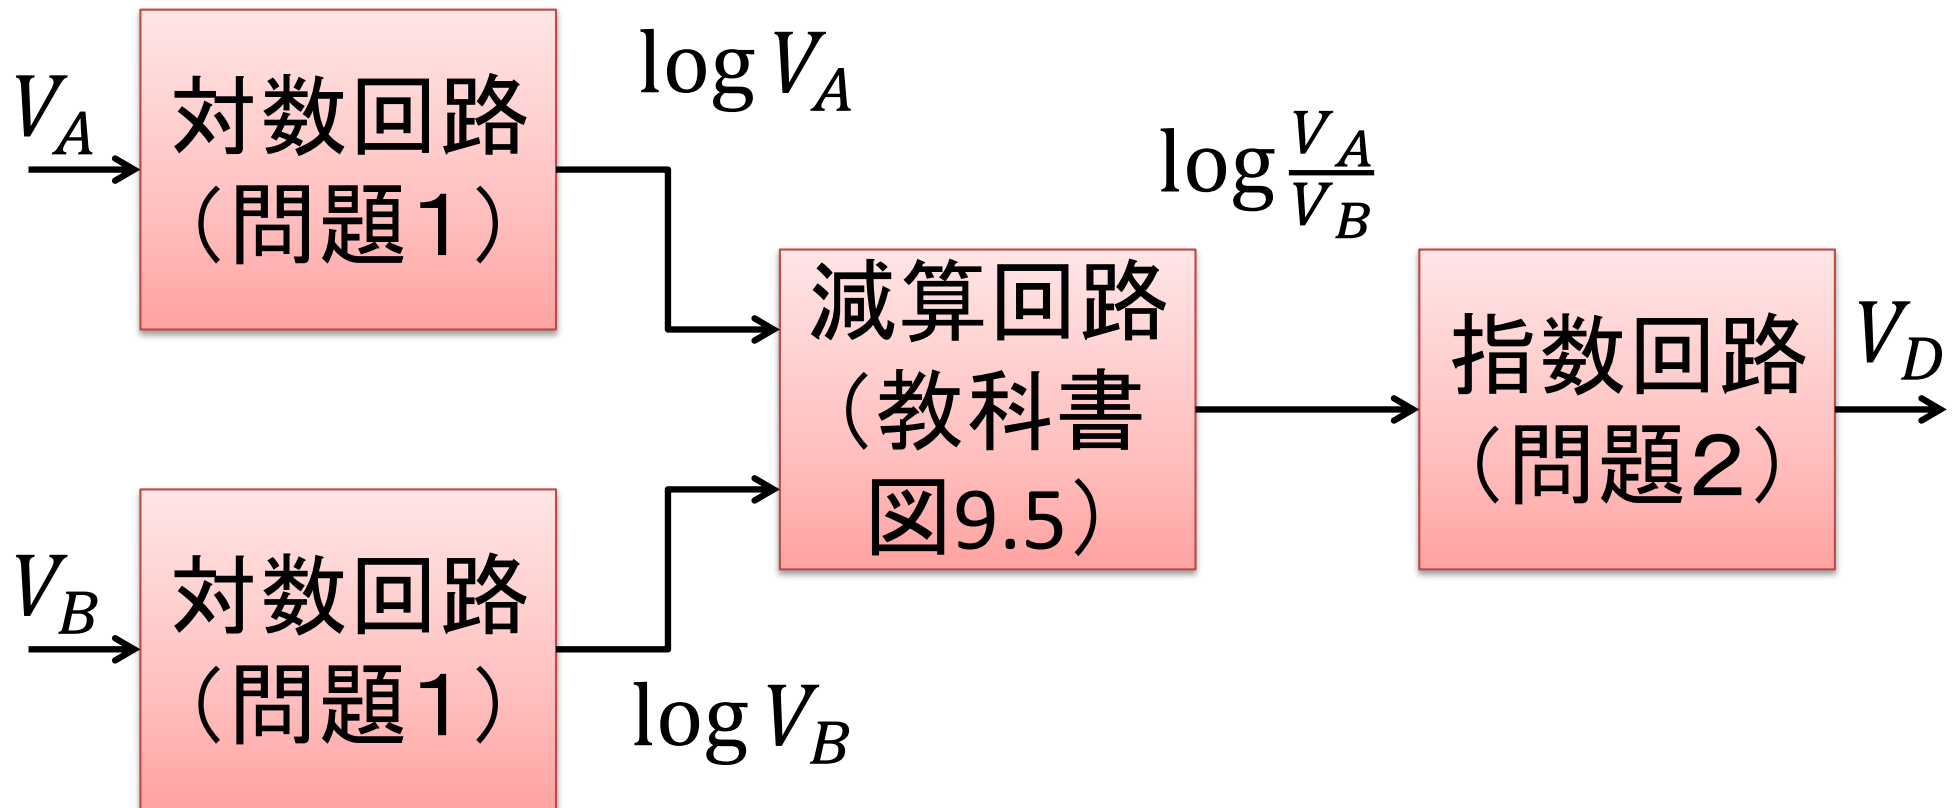 V_A
対数回路
（問題１）
log V_A
V_B
対数回路
（問題１）
log V_B
減算回路
（教科書
図9.5）
log V_A/V_B
指数回路
（問題２）
V_D